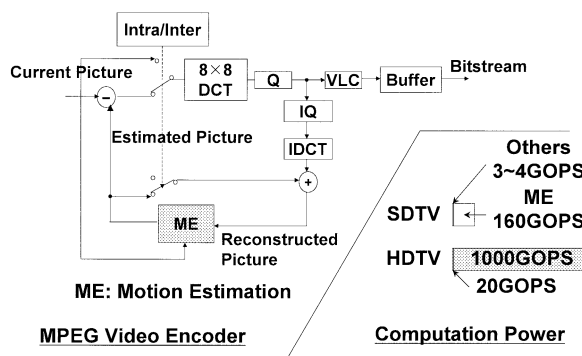 Intra/Inter
Current Picture
8×8
DCT
Q
VLC
Buffer
Bitstream
−
IQ
Estimated Picture
IDCT
+
ME
Reconstructed
Picture
ME: Motion Estimation
MPEG Video Encoder
Others
3~4GOPS
SDTV
ME
160GOPS
HDTV
1000GOPS
20GOPS
Computation Power